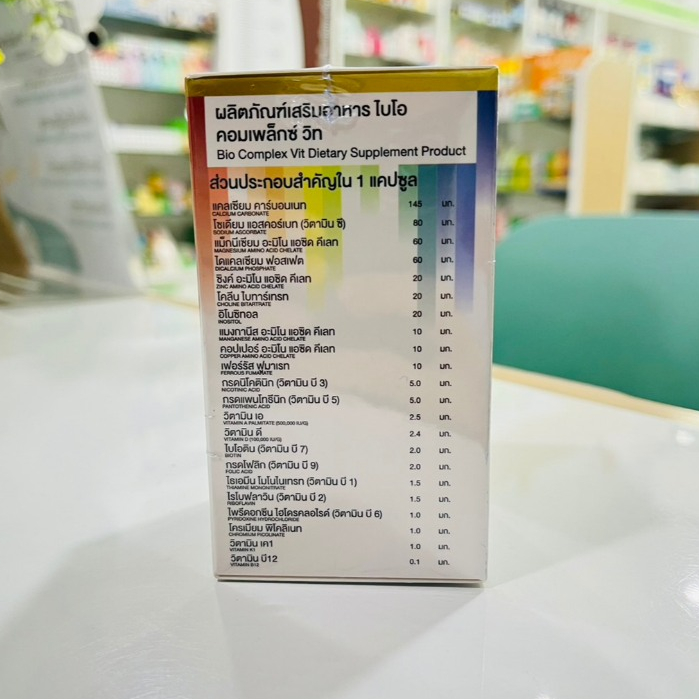 ผลิตภัณฑ์เสริมอาหาร ไบโอ
คอมเพล็กซ์ วิท
Bio Complex Vit Dietary Supplement Product
ส่วนประกอบสำคัญใน 1 แคปซูล
แคลเซียม คาร์บอนเนท 145 มก.
CALCIUM CARBONATE
โซเดียม แอสคอร์เบท (วิตามิน ซี) 80 มก.
SODIUM ASCORBATE
แม็กนีเซียม อะมิโน แอซิด คีเลท 60 มก.
MAGNESIUM AMINO ACID CHELATE
ไดแคลเซียม ฟอสเฟต 60 มก.
DICALCIUM PHOSPHATE
ซิงค์ อะมิโน แอซิด คีเลท 20 มก.
ZINC AMINO ACID CHELATE
โคลีน ไบทาร์เทรท 20 มก.
CHOLINE BITARTRATE
อิโนซิทอล 20 มก.
INOSITOL
แมงกานีส อะมิโน แอซิด คีเลท 10 มก.
MANGANESE AMINO ACID CHELATE
คอปเปอร์ อะมิโน แอซิด คีเลท 10 มก.
COPPER AMINO ACID CHELATE
เฟอร์รัส ฟูมาเรท 10 มก.
FERROUS FUMARATE
กรดนิโคตินิก (วิตามิน บี 3) 5.0 มก.
NICOTINIC ACID
กรดแพนโทธีนิก (วิตามิน บี 5) 5.0 มก.
PANTOTHENIC ACID
วิตามิน เอ 2.5 มก.
VITAMIN A PALMITATE (500,000 IU/G)
วิตามิน ดี 2.4 มก.
VITAMIN D (100,000 IU/G)
ไบโอติน (วิตามิน บี 7) 2.0 มก.
BIOTIN
กรดโฟลิก (วิตามิน บี 9) 2.0 มก.
FOLIC ACID
ไธเอมีน โมโนไนเทรท (วิตามิน บี 1) 1.5 มก.
THIAMINE MONONITRATE
ไรโบฟลาวิน (วิตามิน บี 2) 1.5 มก.
RIBOFLAVIN
ไพรีดอกซีน ไฮโดรคลอไรด์ (วิตามิน บี 6) 1.0 มก.
PYRIDOXINE HYDROCHLORIDE
โครเมียม พิโคลิเนท 1.0 มก.
CHROMIUM PICOLINATE
วิตามิน เค1 1.0 มก.
VITAMIN K1
วิตามิน บี12 0.1 มก.
VITAMIN B12